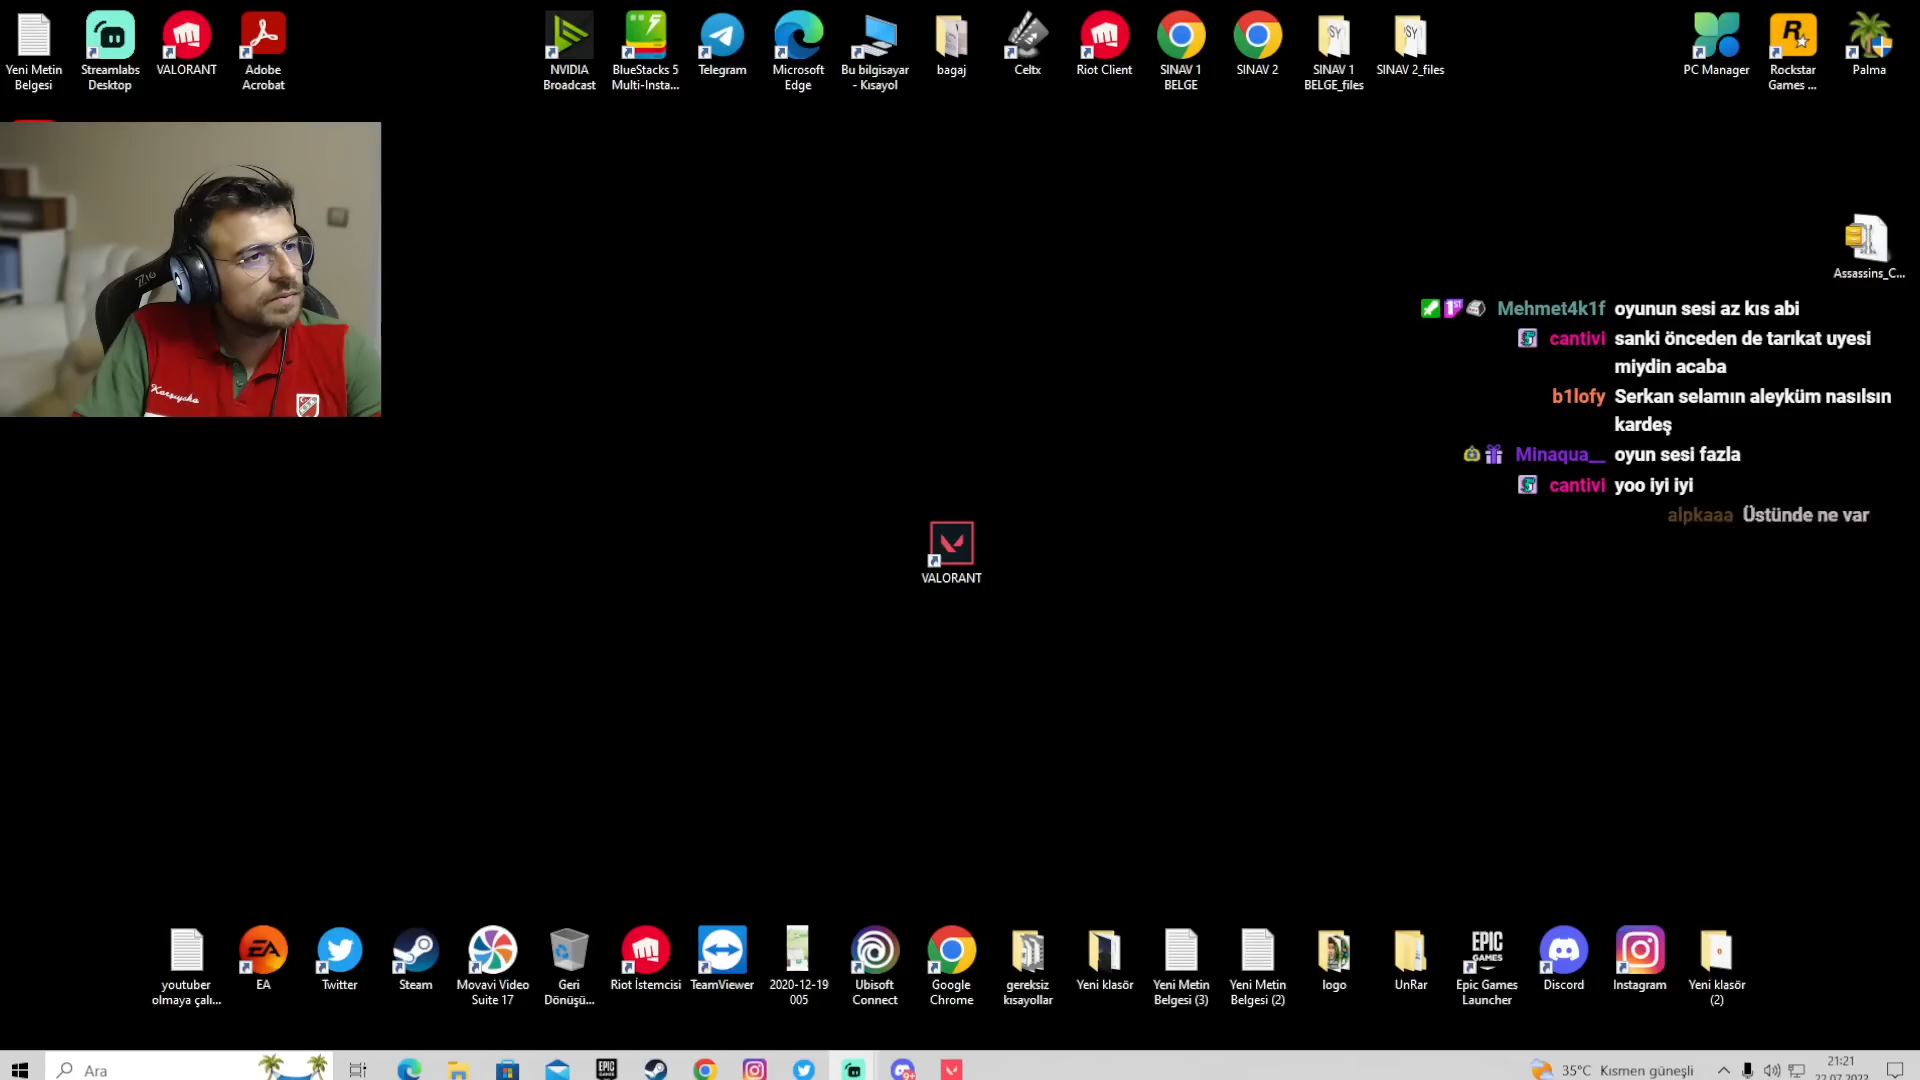 Yeni Metin
Belgesi
Streamlabs
Desktop
VALORANT
Adobe
Acrobat
NVIDIA
Broadcast
BlueStacks 5
Multi-Insta...
Telegram
Microsoft
Edge
Bu bilgisayar
- Kısayol
bagaj
Celtx
Riot Client
SINAV 1
BELGE
SINAV 2
SINAV 1
BELGE_files
SINAV 2_files
PC Manager
Rockstar
Games ...
Palma
Assassins_C...
Karşıyaka
Mehmet4k1f oyunun sesi az kıs abi
cantivi sanki önceden de tarıkat uyesi
miydin acaba
b1lofy Serkan selamın aleyküm nasılsın
kardeş
Minaqua__ oyun sesi fazla
cantivi yoo iyi iyi
alpkaaa Üstünde ne var
VALORANT
youtuber
olmaya çalı...
EA
Twitter
Steam
Movavi Video
Suite 17
Geri
Dönüşü...
Riot İstemcisi
TeamViewer
2020-12-19
005
Ubisoft
Connect
Google
Chrome
gereksiz
kısayollar
Yeni klasör
Yeni Metin
Belgesi (3)
Yeni Metin
Belgesi (2)
logo
UnRar
EPIC
GAMES
Epic Games
Launcher
Discord
Instagram
Yeni klasör
(2)
Ara
35°C Kısmen güneşli
21:21